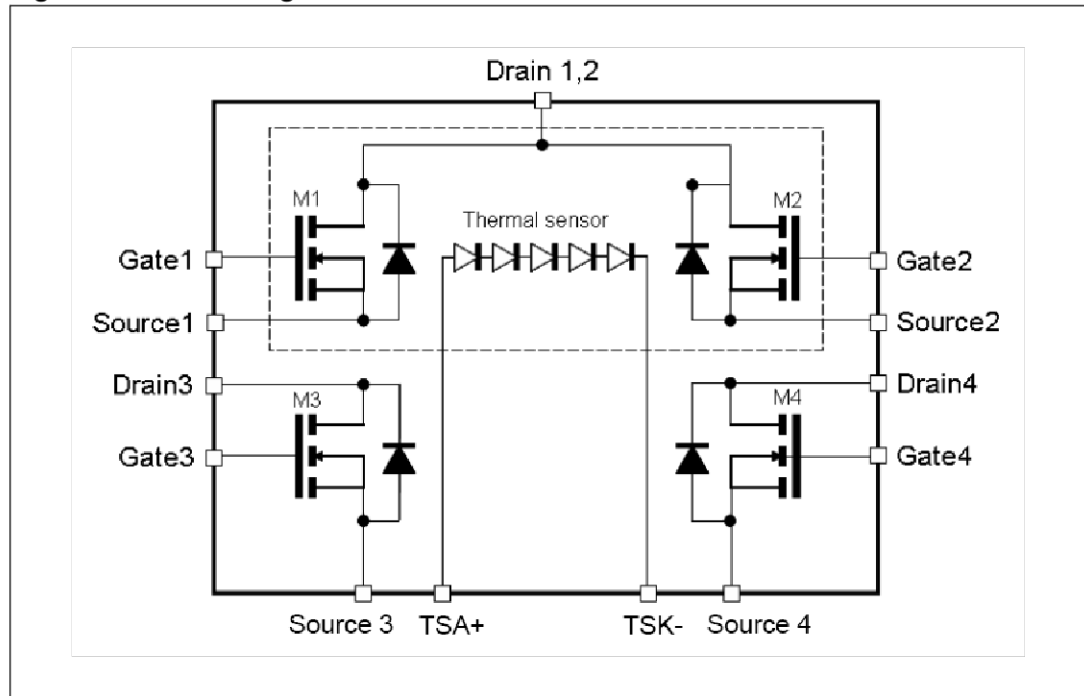 Drain 1,2
M1
M2
Thermal sensor
Gate1
Gate2
Source1
Source2
Drain3
Drain4
M3
M4
Gate3
Gate4
Source 3
TSA+
TSK-
Source 4